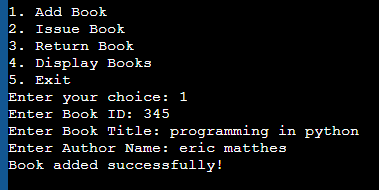 1. Add Book
2. Issue Book
3. Return Book
4. Display Books
5. Exit
Enter your choice: 1
Enter Book ID: 345
Enter Book Title: programming in python
Enter Author Name: eric matthes
Book added successfully!